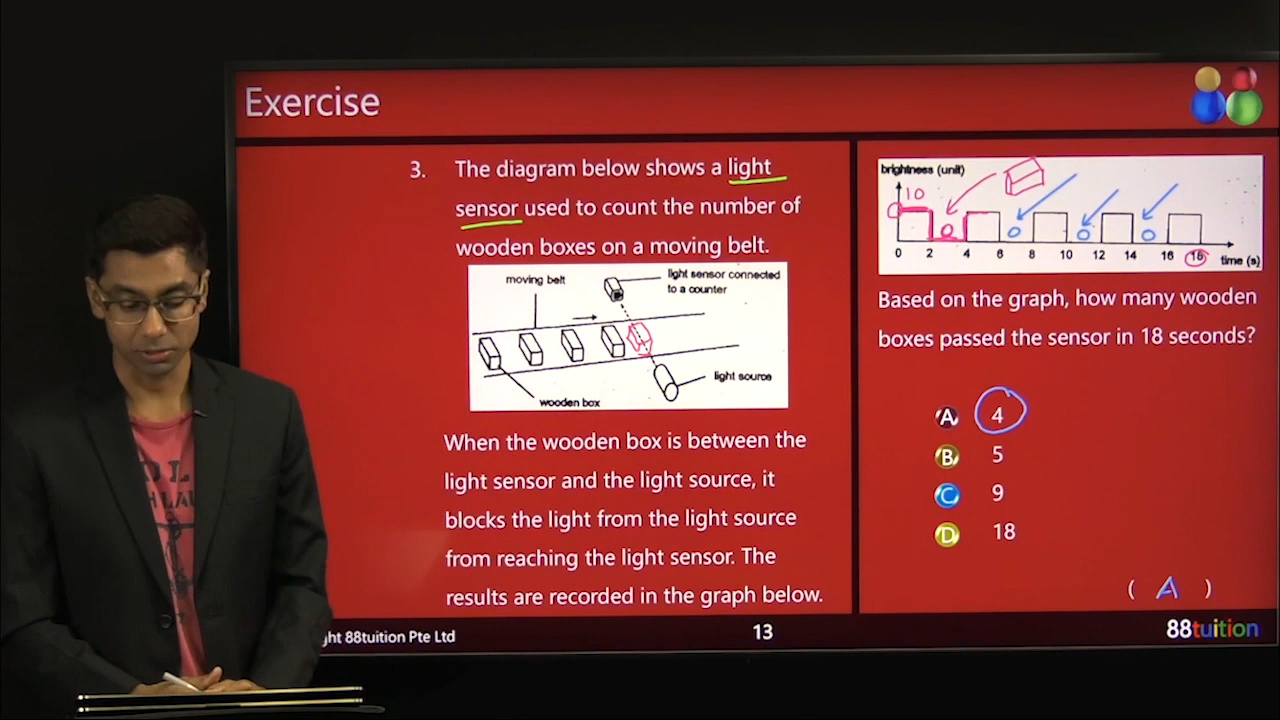 Exercise
3. The diagram below shows a light
sensor used to count the number of
wooden boxes on a moving belt.
moving belt
light sensor connected
to a counter
light source
wooden box
When the wooden box is between the
light sensor and the light source, it
blocks the light from the light source
from reaching the light sensor. The
results are recorded in the graph below.
brightness (unit)
10
0 0 0 0 0
0 2 4 6 8 10 12 14 16 18 time (s)
Based on the graph, how many wooden
boxes passed the sensor in 18 seconds?
A 4
B 5
C 9
D 18
( A )
ght 88tuition Pte Ltd
13
88tuition